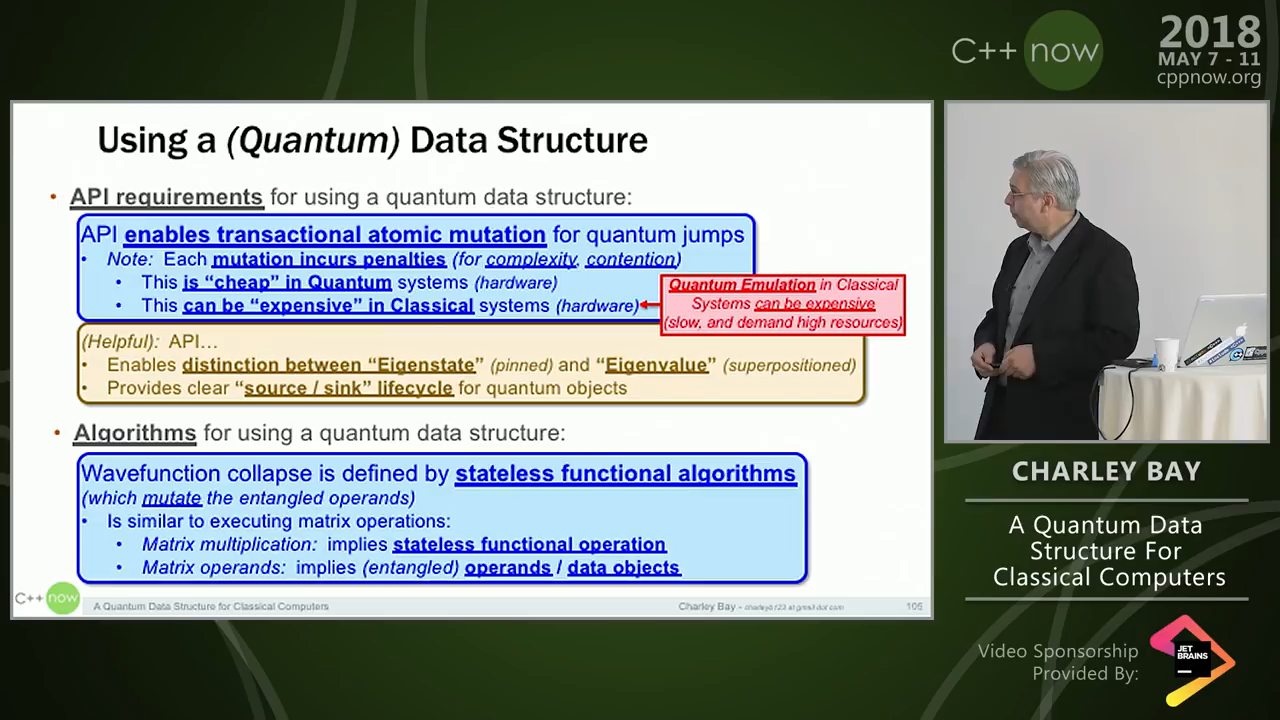 C++ now
2018
MAY 7 - 11
cppnow.org
Using a (Quantum) Data Structure
• API requirements for using a quantum data structure:
API enables transactional atomic mutation for quantum jumps
• Note: Each mutation incurs penalties (for complexity, contention)
• This is “cheap” in Quantum systems (hardware)
• This can be “expensive” in Classical systems (hardware)
Quantum Emulation in Classical
Systems can be expensive
(slow, and demand high resources)
(Helpful): API…
• Enables distinction between “Eigenstate” (pinned) and “Eigenvalue” (superpositioned)
• Provides clear “source / sink” lifecycle for quantum objects
• Algorithms for using a quantum data structure:
Wavefunction collapse is defined by stateless functional algorithms
(which mutate the entangled operands)
• Is similar to executing matrix operations:
• Matrix multiplication: implies stateless functional operation
• Matrix operands: implies (entangled) operands / data objects
C++ now
A Quantum Data Structure for Classical Computers
Charley Bay –
105
CHARLEY BAY
A Quantum Data
Structure For
Classical Computers
Video Sponsorship
Provided By:
JET
BRAINS